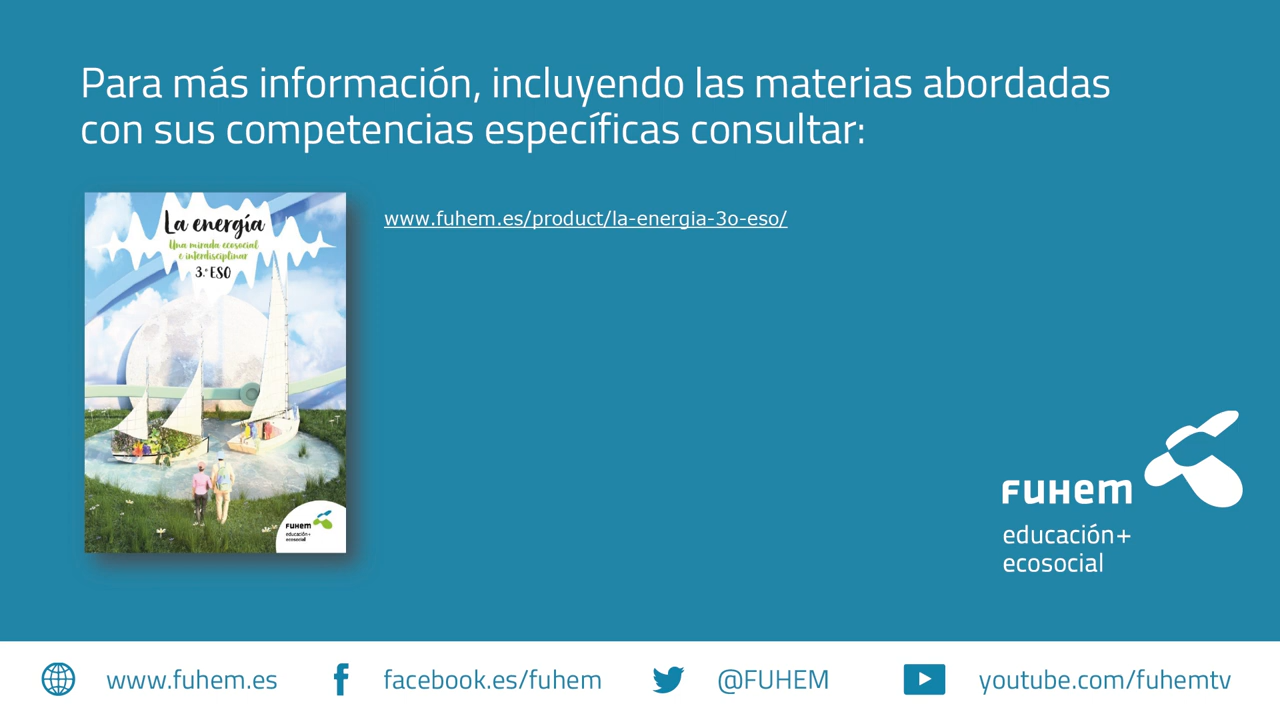 Para más información, incluyendo las materias abordadas
con sus competencias específicas consultar:
La energía
Una mirada ecosocial
e interdisciplinar
3.º ESO
FUHEM
educación+
ecosocial
www.fuhem.es/product/la-energia-3o-eso/
FUHEM
educación+
ecosocial
www.fuhem.es
facebook.es/fuhem
@FUHEM
youtube.com/fuhemtv